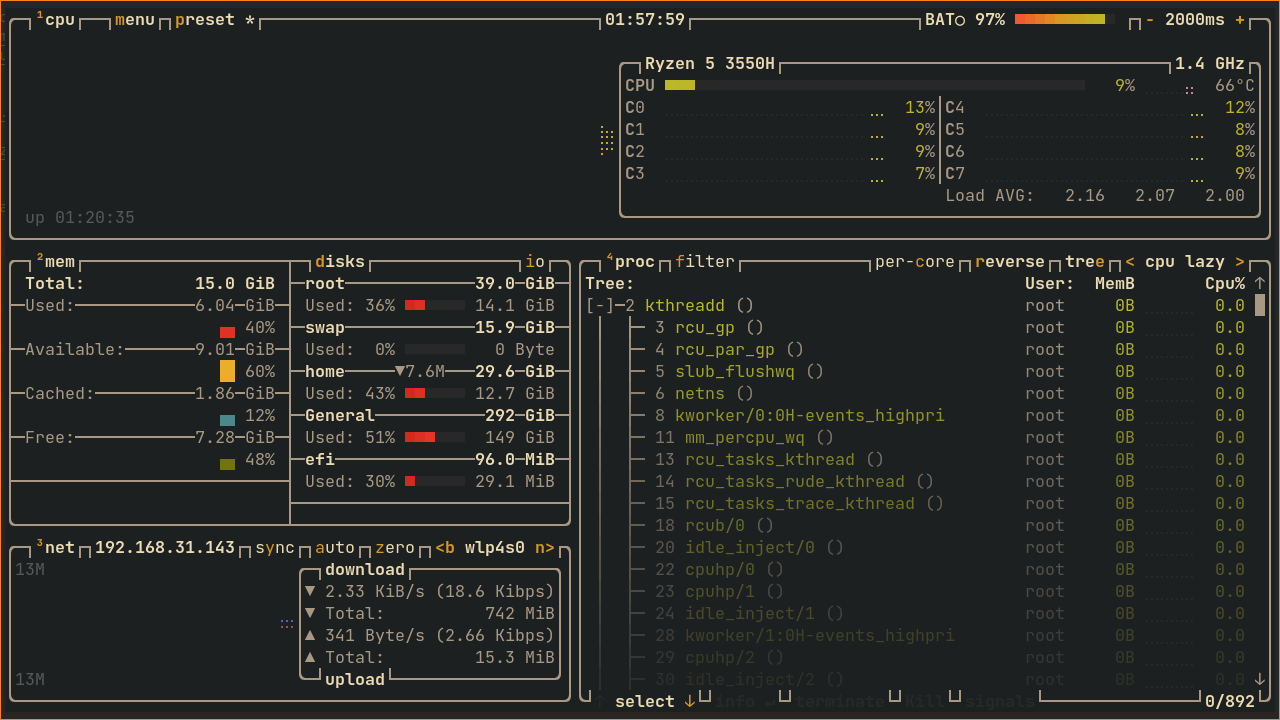 ¹cpu menu preset * 01:57:59 BAT○ 97% - 2000ms +
Ryzen 5 3550H 1.4 GHz
CPU 9% 66°C
C0 13% C4 12%
C1 9% C5 8%
C2 9% C6 8%
C3 7% C7 9%
Load AVG: 2.16 2.07 2.00
up 01:20:35
²mem
Total: 15.0 GiB
Used: 6.04 GiB
40%
Available: 9.01 GiB
60%
Cached: 1.86 GiB
12%
Free: 7.28 GiB
48%
disks io
root 39.0 GiB
Used: 36% 14.1 GiB
swap 15.9 GiB
Used: 0% 0 Byte
home ▼7.6M 29.6 GiB
Used: 43% 12.7 GiB
General 292 GiB
Used: 51% 149 GiB
efi 96.0 MiB
Used: 30% 29.1 MiB
³net 192.168.31.143 sync auto zero <b wlp4s0 n>
13M
download
▼ 2.33 KiB/s (18.6 Kibps)
▼ Total: 742 MiB
▲ 341 Byte/s (2.66 Kibps)
▲ Total: 15.3 MiB
upload
13M
⁴proc filter per-core reverse tree < cpu lazy >
Tree: User: MemB Cpu% ↑
[-]─2 kthreadd () root 0B 0.0
3 rcu_gp () root 0B 0.0
4 rcu_par_gp () root 0B 0.0
5 slub_flushwq () root 0B 0.0
6 netns () root 0B 0.0
8 kworker/0:0H-events_highpri root 0B 0.0
11 mm_percpu_wq () root 0B 0.0
13 rcu_tasks_kthread () root 0B 0.0
14 rcu_tasks_rude_kthread () root 0B 0.0
15 rcu_tasks_trace_kthread () root 0B 0.0
18 rcub/0 () root 0B 0.0
20 idle_inject/0 () root 0B 0.0
22 cpuhp/0 () root 0B 0.0
23 cpuhp/1 () root 0B 0.0
24 idle_inject/1 () root 0B 0.0
28 kworker/1:0H-events_highpri root 0B 0.0
29 cpuhp/2 () root 0B 0.0
30 idle_inject/2 () root 0B 0.0 ↓
↑ select ↓ info ↵ terminate Kill signals 0/892